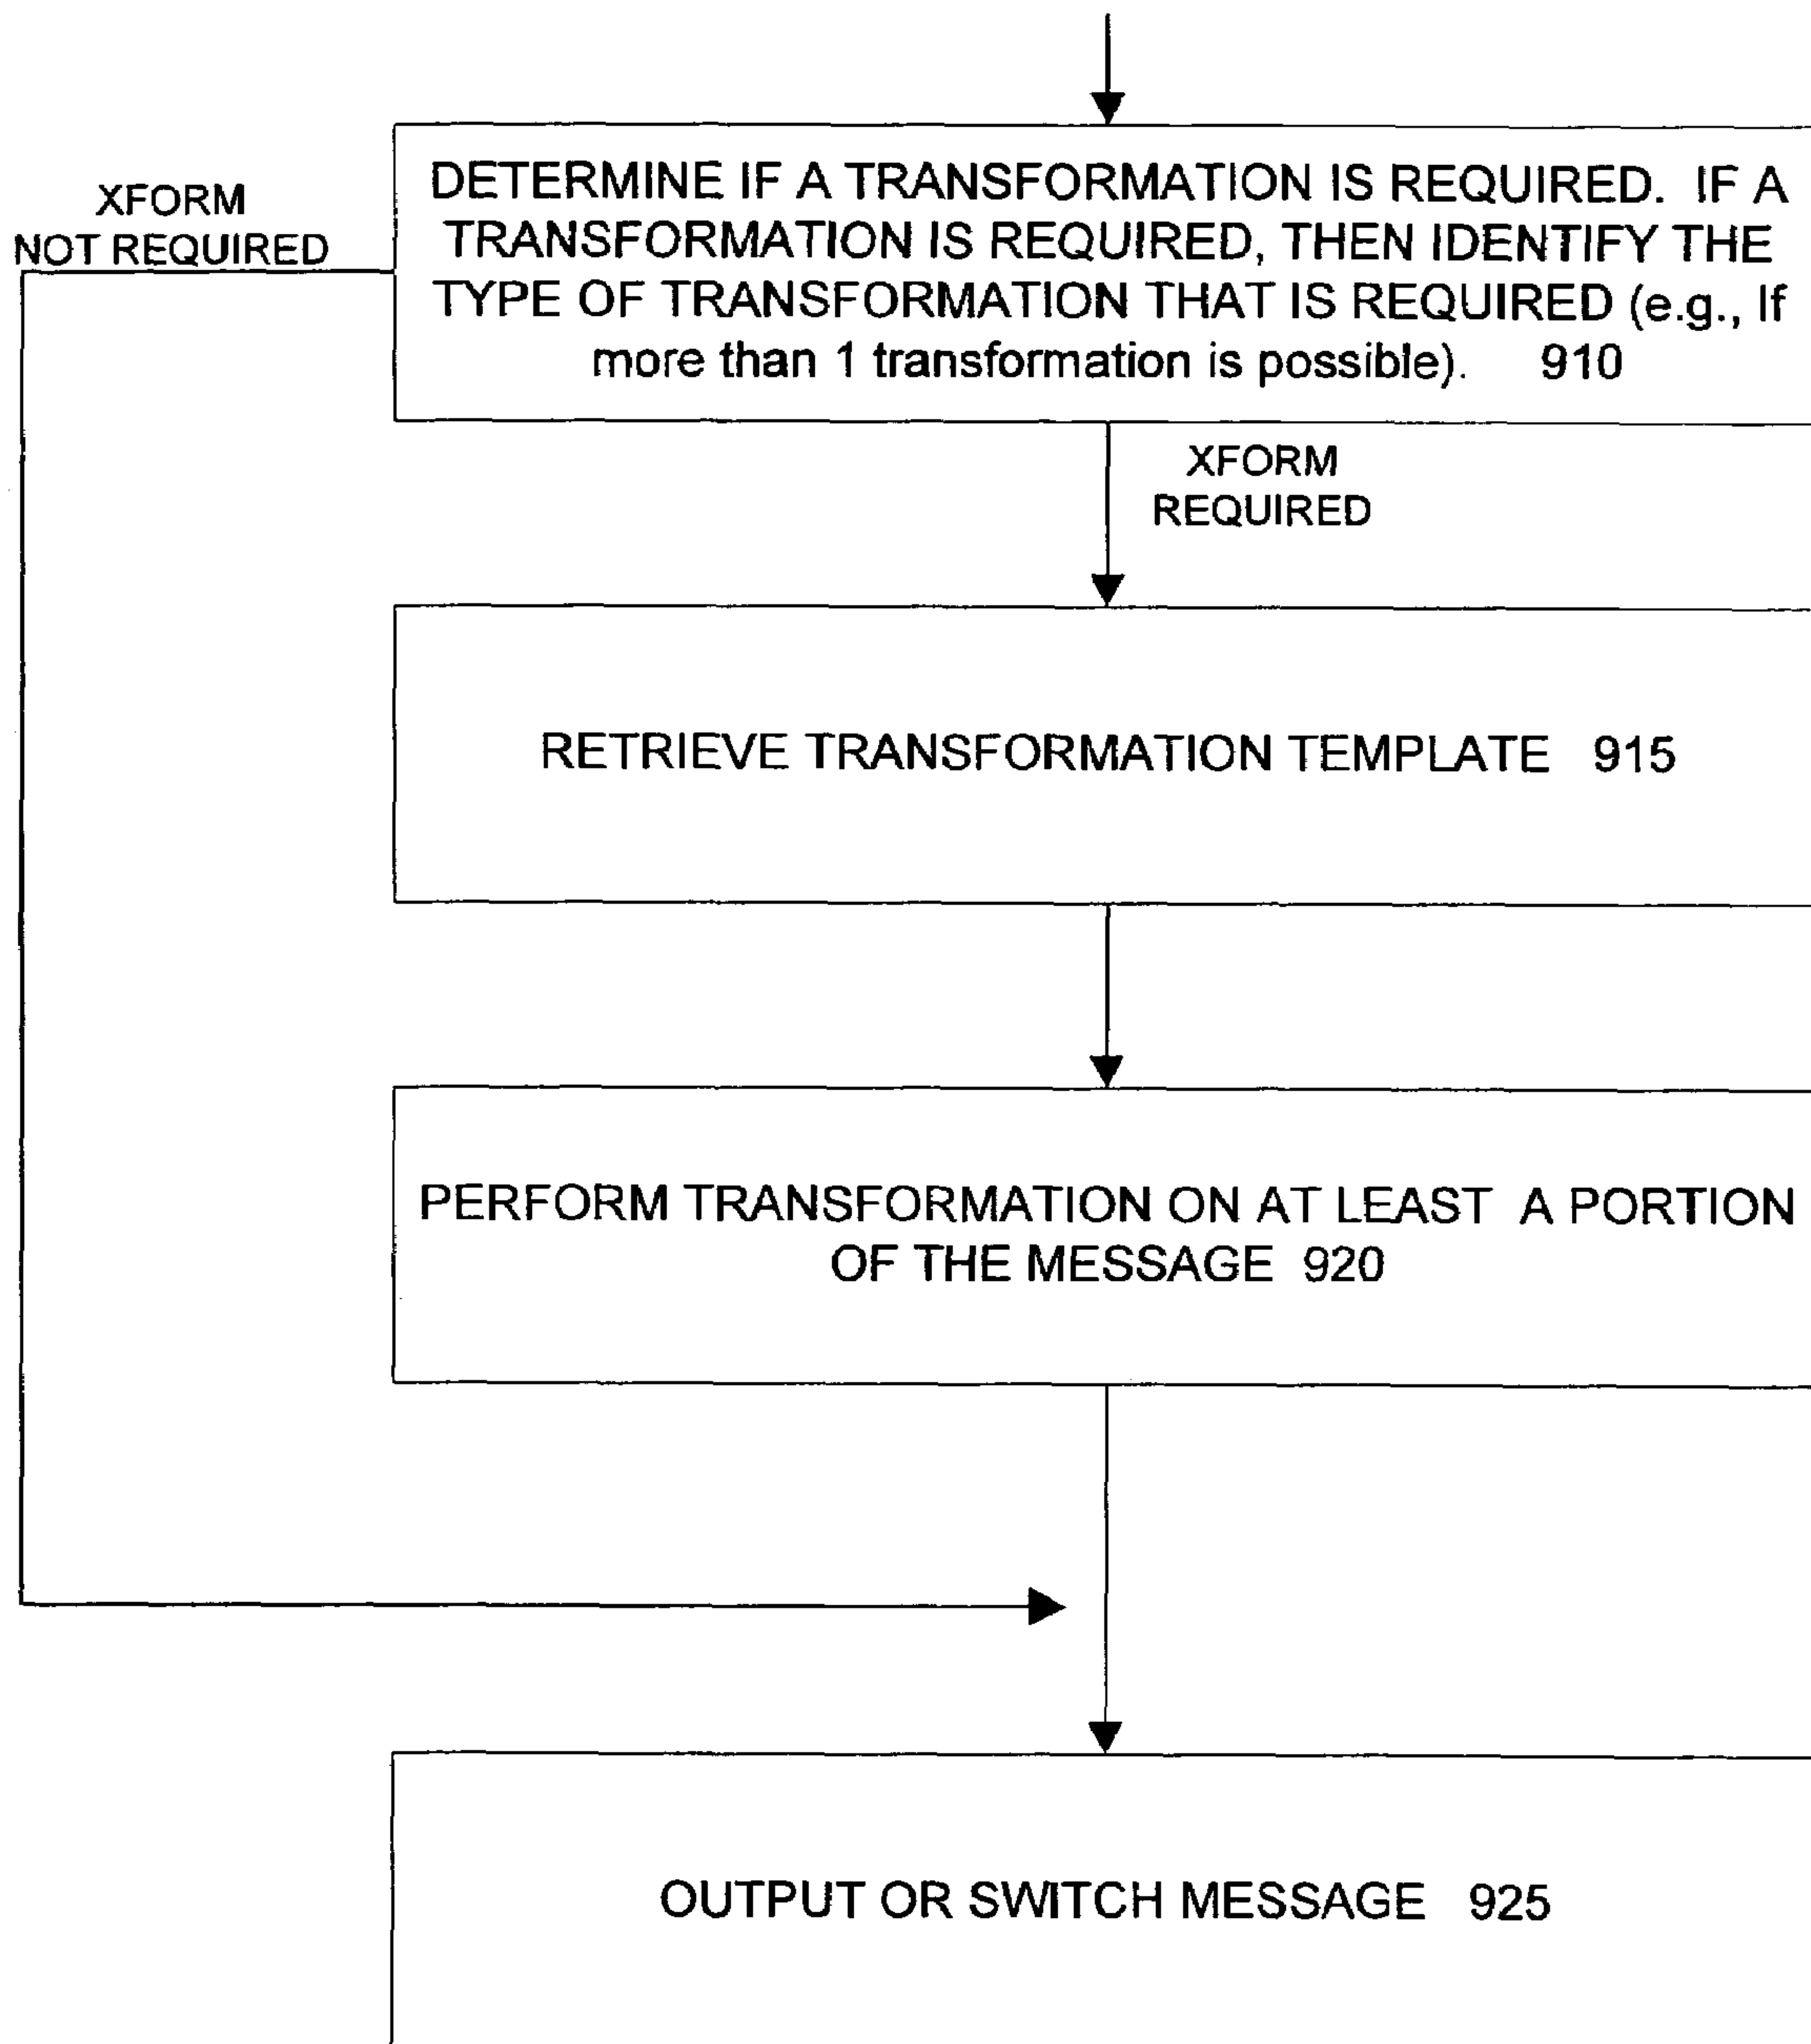 DETERMINE IF A TRANSFORMATION IS REQUIRED. IF A
TRANSFORMATION IS REQUIRED, THEN IDENTIFY THE
TYPE OF TRANSFORMATION THAT IS REQUIRED (e.g., If
more than 1 transformation is possible). 910
XFORM
NOT REQUIRED
XFORM
REQUIRED
RETRIEVE TRANSFORMATION TEMPLATE 915
PERFORM TRANSFORMATION ON AT LEAST A PORTION
OF THE MESSAGE 920
OUTPUT OR SWITCH MESSAGE 925